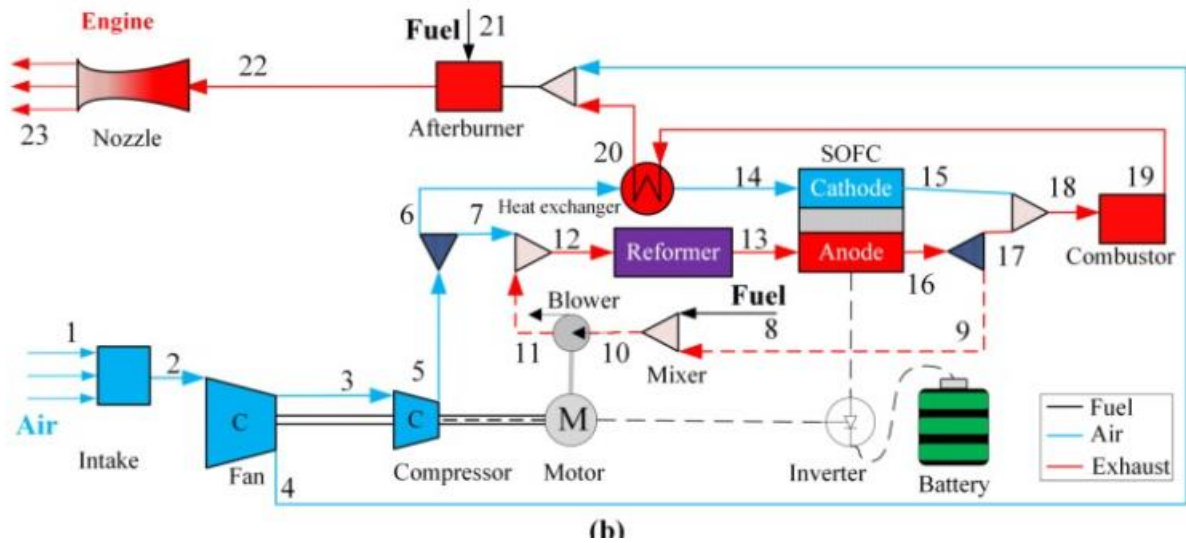 Engine
Fuel 21
22
23
Nozzle
Afterburner
20
SOFC
6
7
Heat exchanger
14
Cathode
15
18
19
12
Reformer
13
Anode
16
17
Combustor
Blower
Fuel
8
9
11
10
Mixer
1
2
3
5
Air
C
C
M
Intake
Fan
4
Compressor
Motor
Inverter
Battery
Fuel
Air
Exhaust
(b)